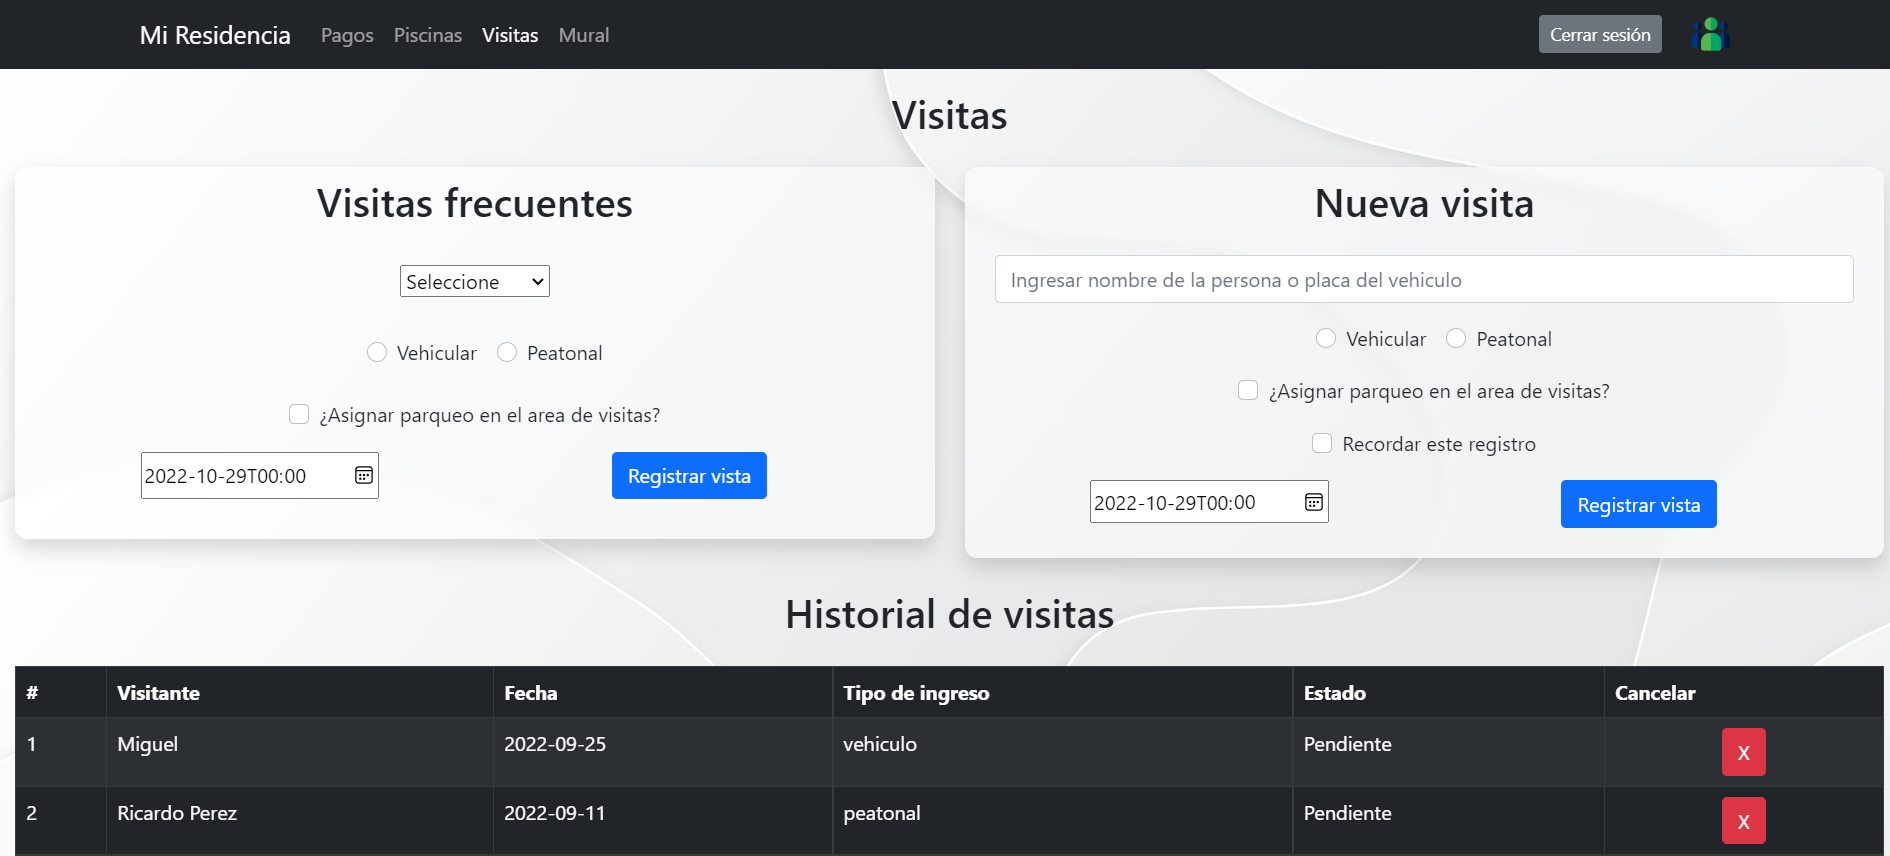 Mi Residencia Pagos Piscinas Visitas Mural Cerrar sesión
Visitas
Visitas frecuentes
Seleccione
Vehicular Peatonal
¿Asignar parqueo en el area de visitas?
2022-10-29T00:00 Registrar vista
Nueva visita
Ingresar nombre de la persona o placa del vehiculo
Vehicular Peatonal
¿Asignar parqueo en el area de visitas?
Recordar este registro
2022-10-29T00:00 Registrar vista
Historial de visitas
# Visitante Fecha Tipo de ingreso Estado Cancelar
1 Miguel 2022-09-25 vehiculo Pendiente X
2 Ricardo Perez 2022-09-11 peatonal Pendiente X